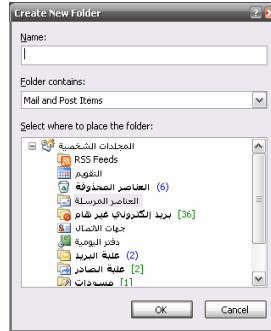 Create New Folder
Name:
Folder contains:
Mail and Post Items
Select where to place the folder:
المجلدات الشخصية
RSS Feeds
التقويم
العناصر المحذوفة (6)
العناصر المرسلة
بريد إلكتروني غير هام [36]
جهات الاتصال
دفتر اليومية
علبة البريد (2)
علبة الصادر [2]
مسودات [1]
OK
Cancel